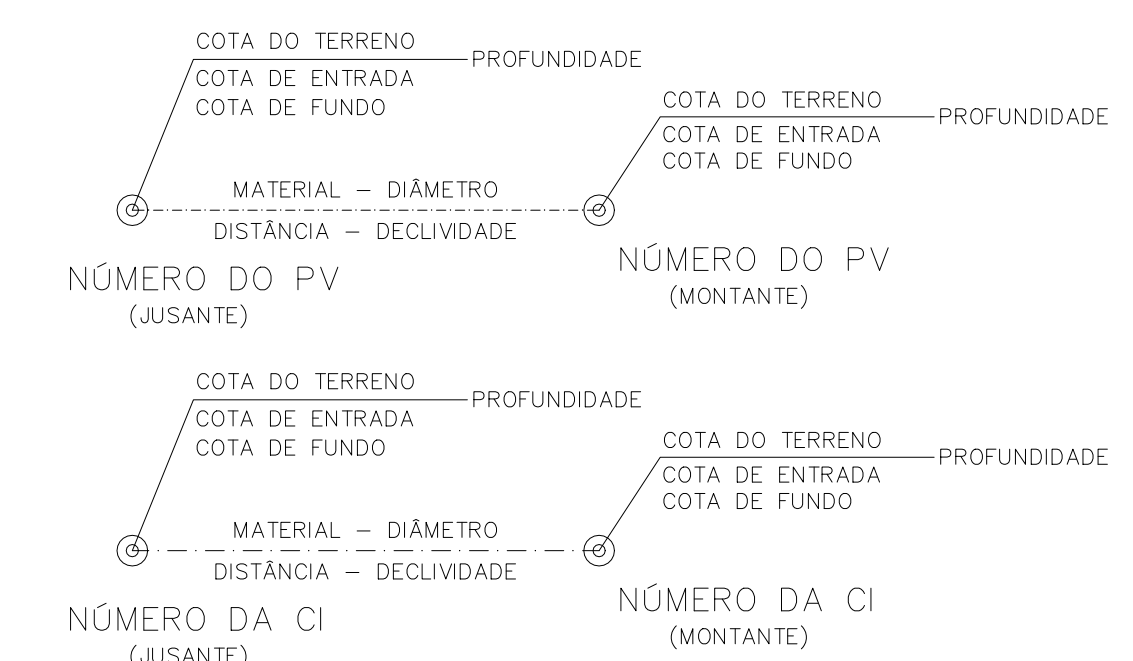 COTA DO TERRENO
PROFUNDIDADE
COTA DE ENTRADA
COTA DE FUNDO
COTA DO TERRENO
PROFUNDIDADE
COTA DE ENTRADA
COTA DE FUNDO
MATERIAL – DIÂMETRO
DISTÂNCIA – DECLIVIDADE
NÚMERO DO PV
(JUSANTE)
NÚMERO DO PV
(MONTANTE)
COTA DO TERRENO
PROFUNDIDADE
COTA DE ENTRADA
COTA DE FUNDO
COTA DO TERRENO
PROFUNDIDADE
COTA DE ENTRADA
COTA DE FUNDO
MATERIAL – DIÂMETRO
DISTÂNCIA – DECLIVIDADE
NÚMERO DA CI
(JUSANTE)
NÚMERO DA CI
(MONTANTE)